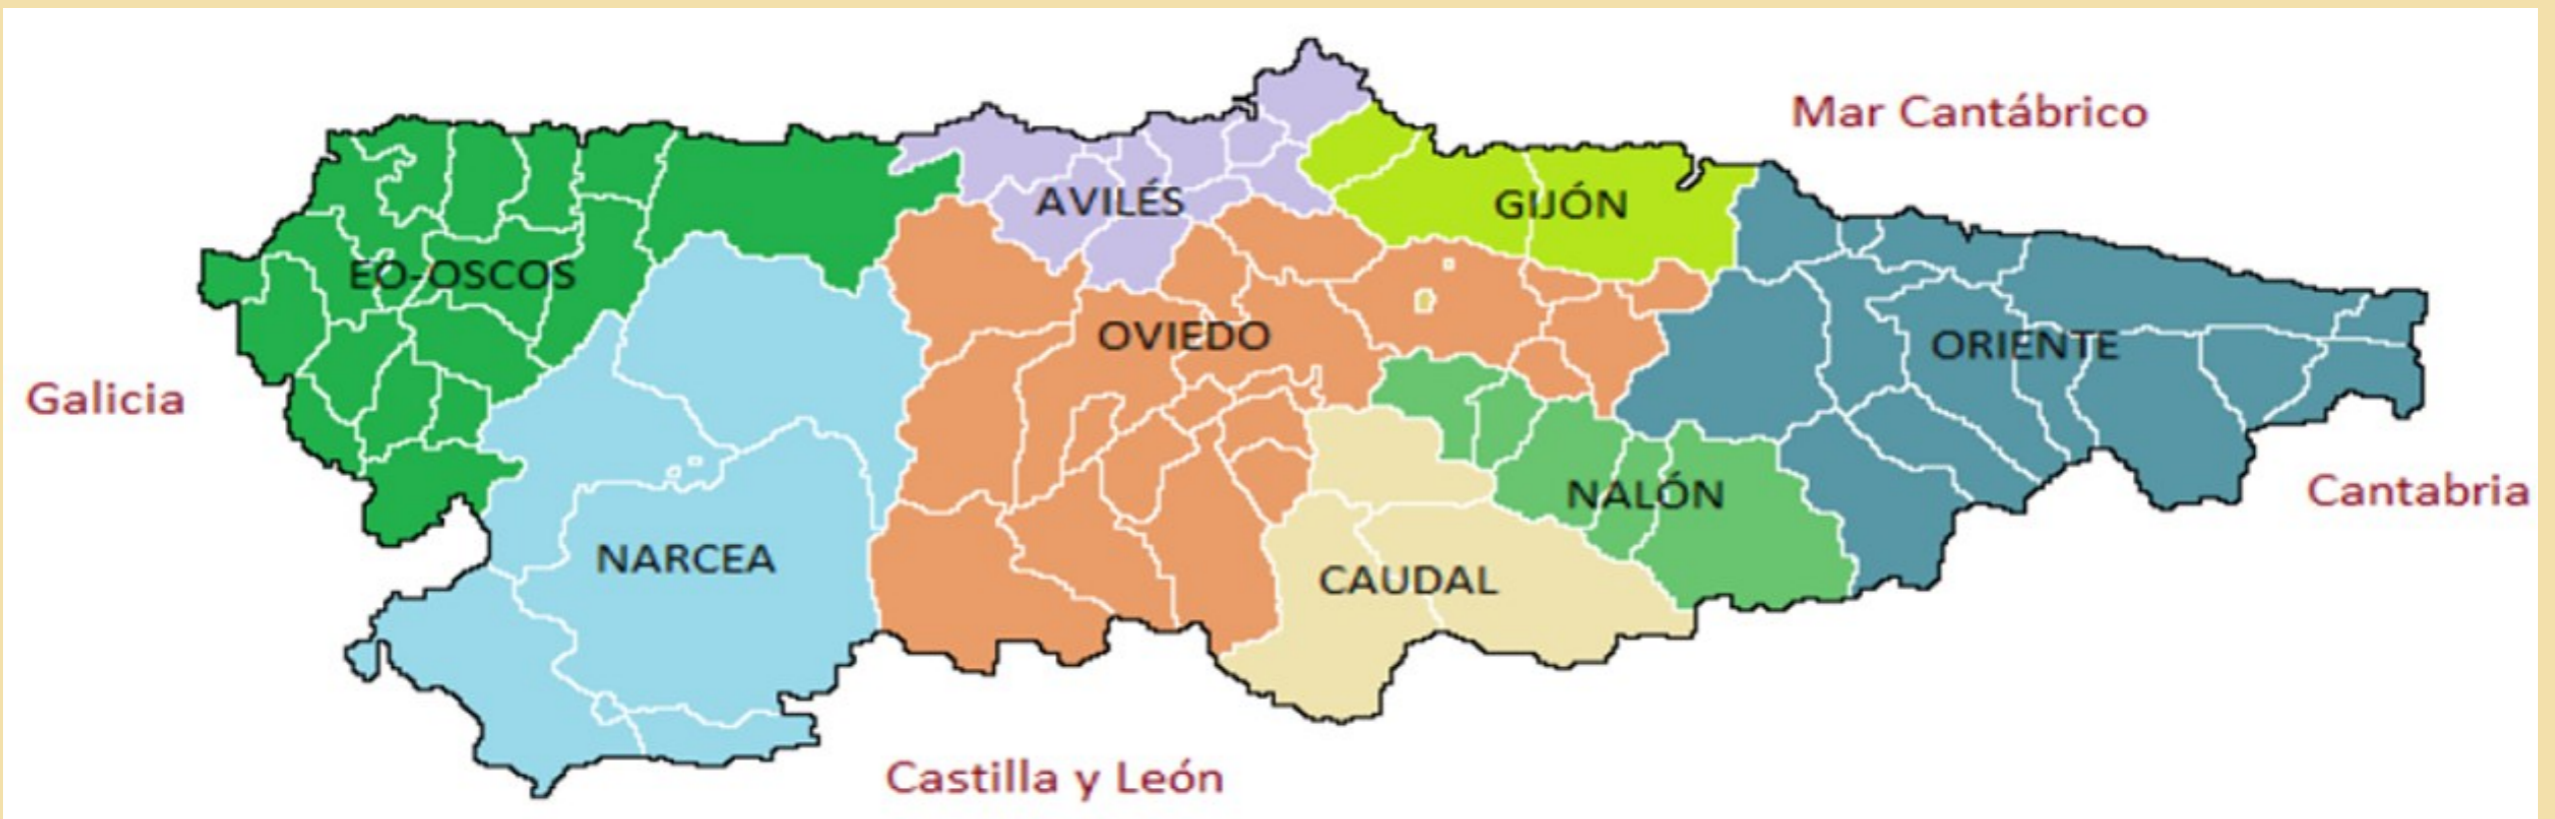 Mar Cantábrico
AVILÉS
GIJÓN
EO-OSCOS
OVIEDO
ORIENTE
Galicia
NALÓN
Cantabria
NARCEA
CAUDAL
Castilla y León